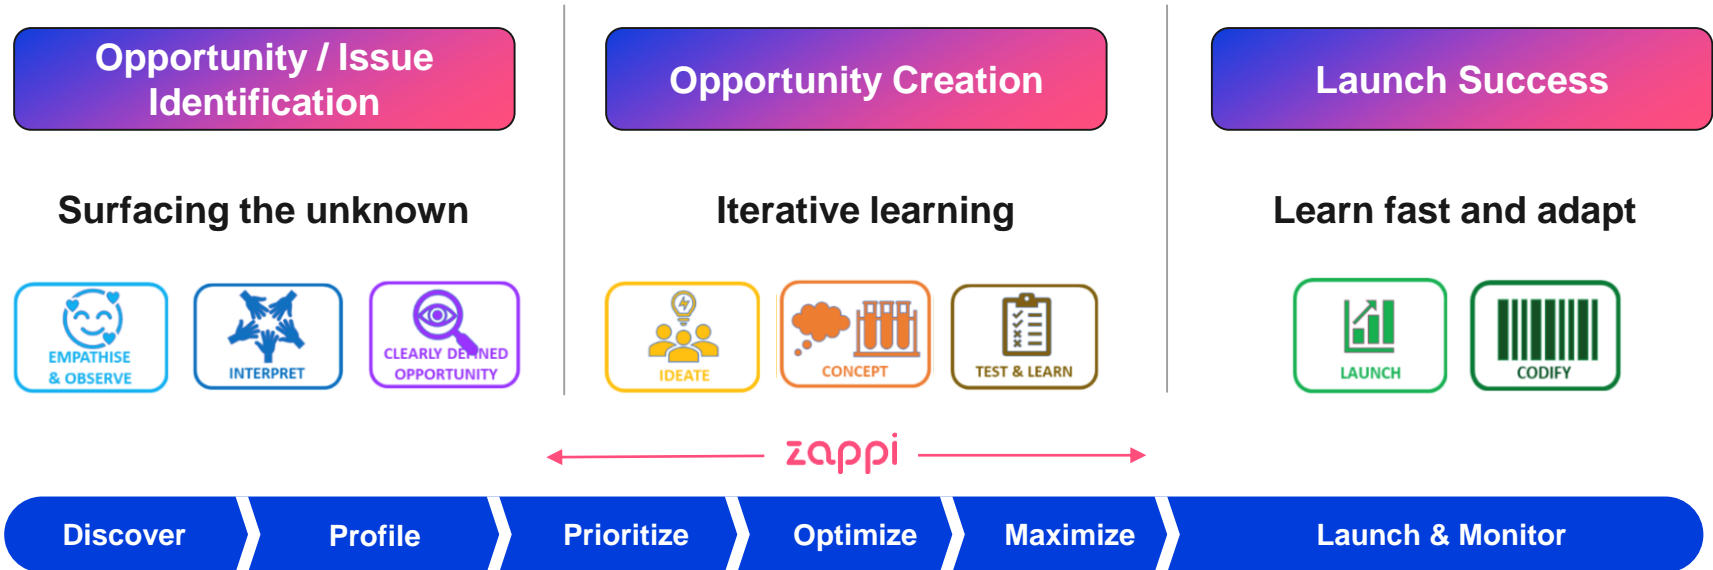 Opportunity / Issue
Identification
Opportunity Creation
Launch Success
Surfacing the unknown
Iterative learning
Learn fast and adapt
EMPATHISE
& OBSERVE
INTERPRET
CLEARLY DEFINED
OPPORTUNITY
IDEATE
CONCEPT
TEST & LEARN
LAUNCH
CODIFY
zappi
Discover
Profile
Prioritize
Optimize
Maximize
Launch & Monitor